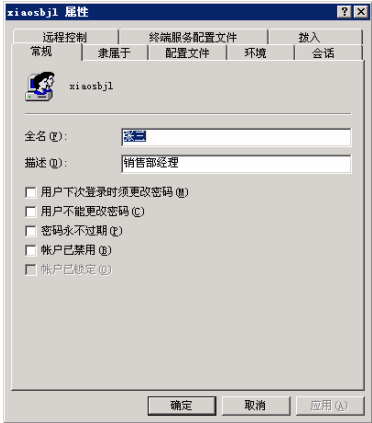 xiaosbjl 属性
远程控制 终端服务配置文件 拨入
常规 隶属于 配置文件 环境 会话
xiaosbjl
全名(F): 张三
描述(D): 销售部经理
用户下次登录时须更改密码(M)
用户不能更改密码(C)
密码永不过期(P)
帐户已禁用(B)
帐户已锁定(O)
确定 取消 应用(A)